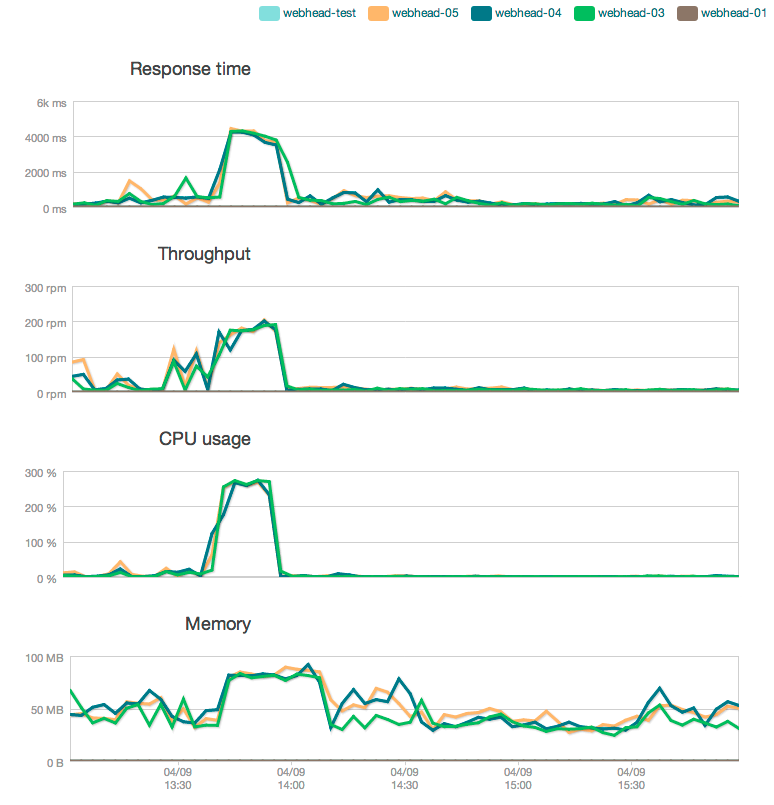 webhead-test webhead-05 webhead-04 webhead-03 webhead-01
Response time
6k ms
4000 ms
2000 ms
0 ms
Throughput
300 rpm
200 rpm
100 rpm
0 rpm
CPU usage
300 %
200 %
100 %
0 %
Memory
100 MB
50 MB
0 B
04/09 04/09 04/09 04/09 04/09
13:30 14:00 14:30 15:00 15:30